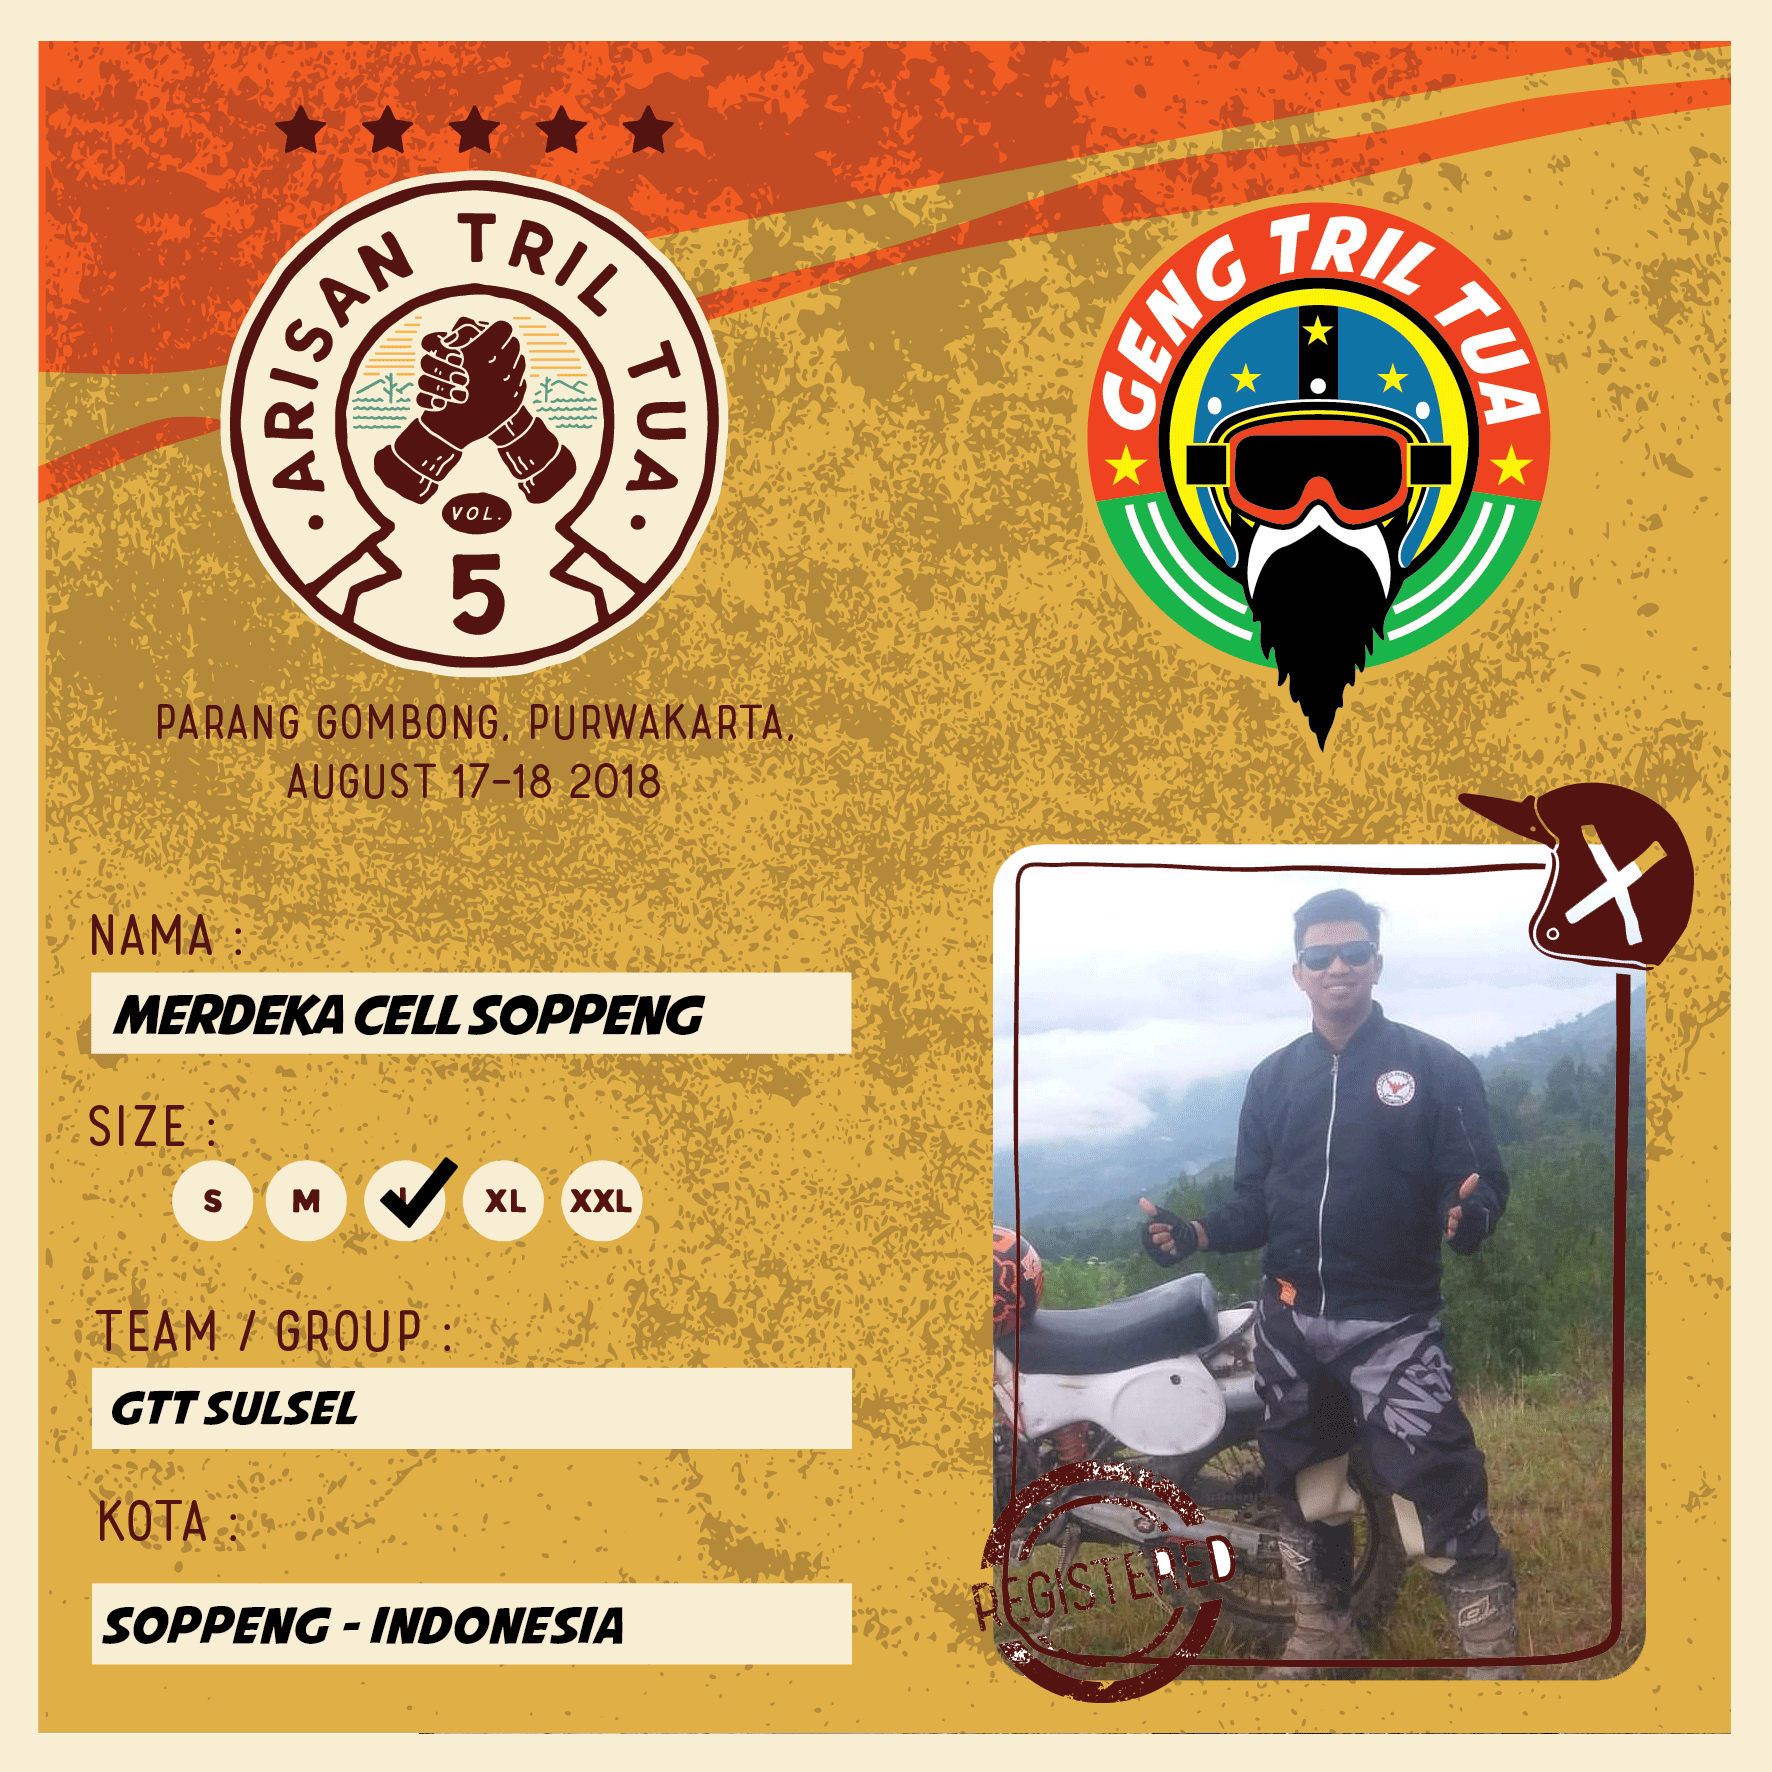 ARISAN TRIL TUA
VOL.
5
GENG TRIL TUA
PARANG GOMBONG, PURWAKARTA,
AUGUST 17-18 2018
NAMA :
MERDEKA CELL SOPPENG
SIZE :
S M L XL XXL
TEAM / GROUP :
GTT SULSEL
KOTA :
SOPPENG - INDONESIA
REGISTERED